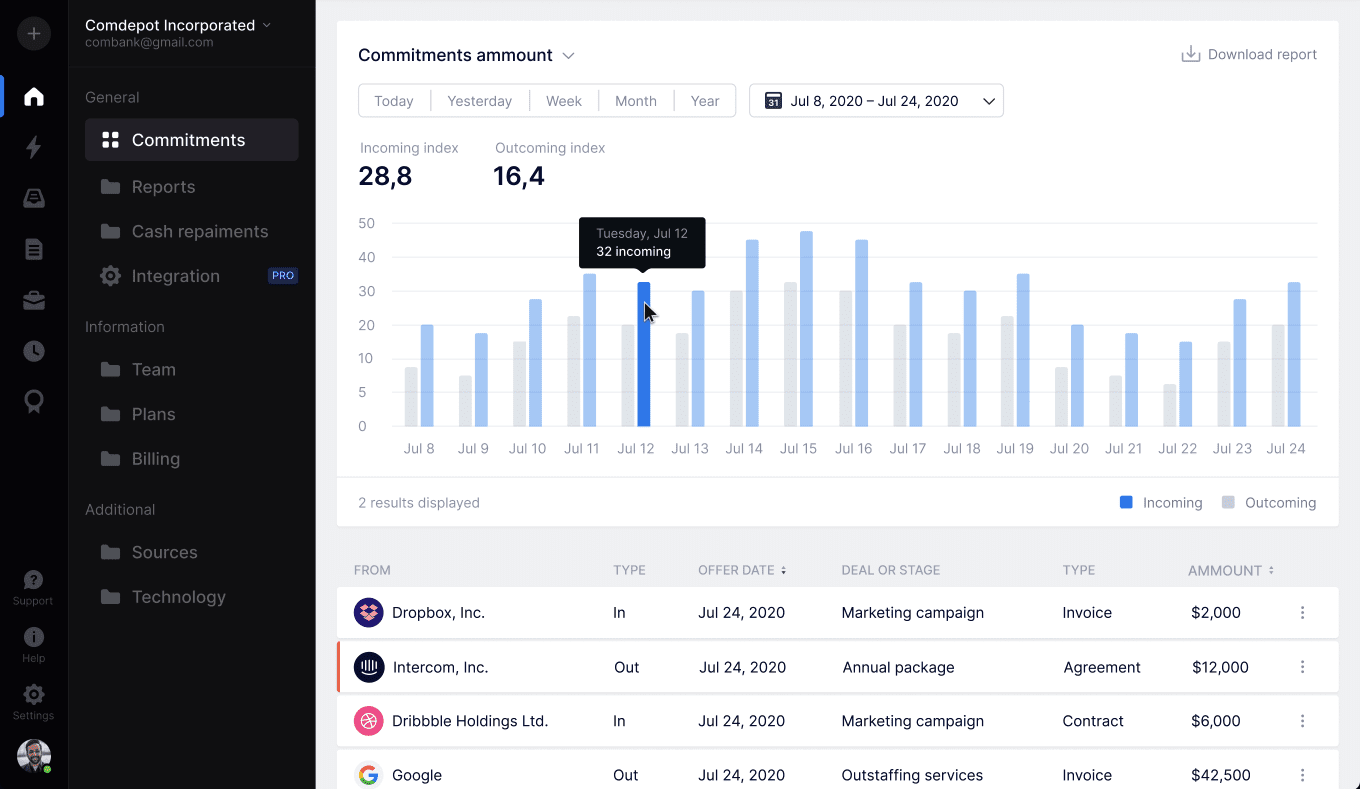 Comdepot Incorporated
combank@gmail.com
General
Commitments
Reports
Cash repaiments
Integration PRO
Information
Team
Plans
Billing
Additional
Sources
Technology
Support
Help
Settings
Commitments ammount
Download report
Today Yesterday Week Month Year
31 Jul 8, 2020 – Jul 24, 2020
Incoming index Outcoming index
28,8 16,4
Tuesday, Jul 12
32 incoming
50
40
30
20
10
5
0
Jul 8 Jul 9 Jul 10 Jul 11 Jul 12 Jul 13 Jul 14 Jul 15 Jul 16 Jul 17 Jul 18 Jul 19 Jul 20 Jul 21 Jul 22 Jul 23 Jul 24
2 results displayed
Incoming Outcoming
FROM TYPE OFFER DATE DEAL OR STAGE TYPE AMMOUNT
Dropbox, Inc. In Jul 24, 2020 Marketing campaign Invoice $2,000
Intercom, Inc. Out Jul 24, 2020 Annual package Agreement $12,000
Dribbble Holdings Ltd. In Jul 24, 2020 Marketing campaign Contract $6,000
Google Out Jul 24, 2020 Outstaffing services Invoice $42,500